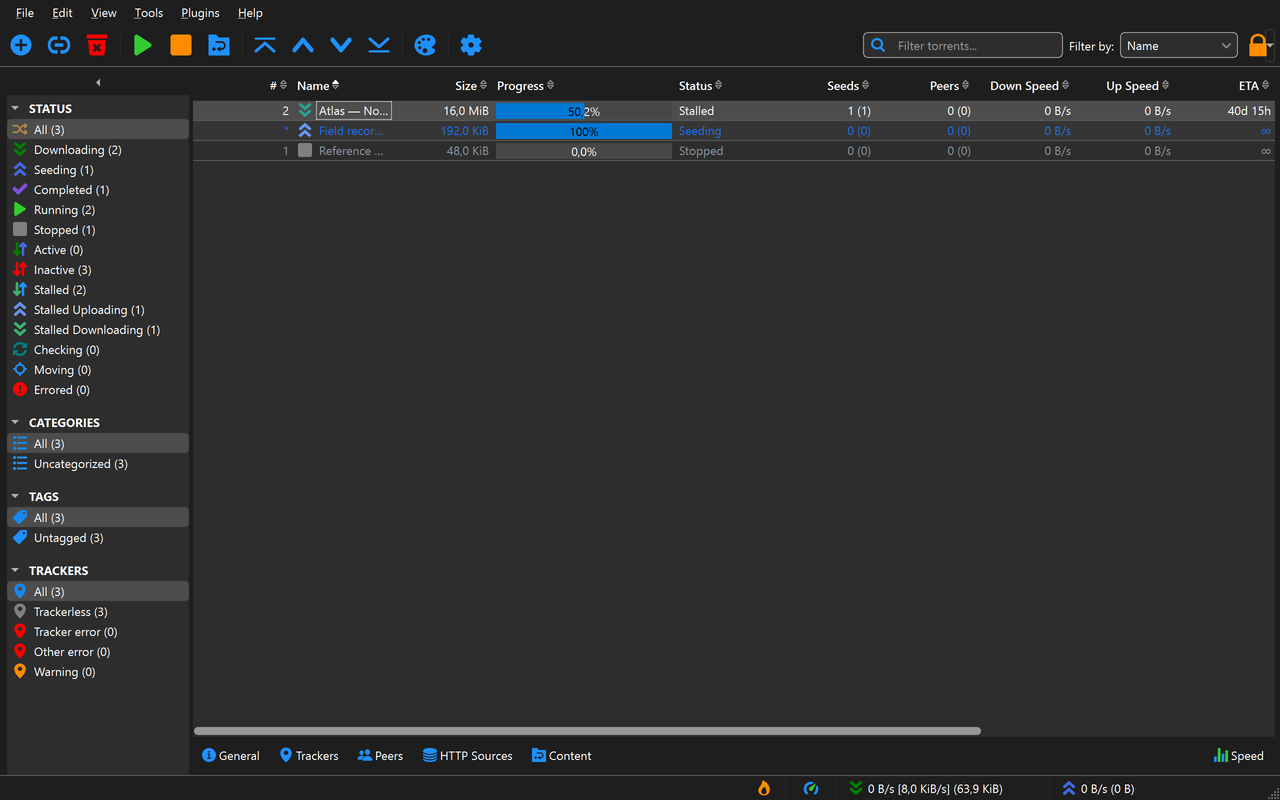 File Edit View Tools Plugins Help
Filter torrents... Filter by: Name
# Name Size Progress Status Seeds Peers Down Speed Up Speed ETA
2 Atlas — No... 16,0 MiB 50,2% Stalled 1 (1) 0 (0) 0 B/s 0 B/s 40d 15h
* Field recor... 192,0 KiB 100% Seeding 0 (0) 0 (0) 0 B/s 0 B/s ∞
1 Reference ... 48,0 KiB 0,0% Stopped 0 (0) 0 (0) 0 B/s 0 B/s ∞
STATUS
All (3)
Downloading (2)
Seeding (1)
Completed (1)
Running (2)
Stopped (1)
Active (0)
Inactive (3)
Stalled (2)
Stalled Uploading (1)
Stalled Downloading (1)
Checking (0)
Moving (0)
Errored (0)
CATEGORIES
All (3)
Uncategorized (3)
TAGS
All (3)
Untagged (3)
TRACKERS
All (3)
Trackerless (3)
Tracker error (0)
Other error (0)
Warning (0)
General Trackers Peers HTTP Sources Content Speed
0 B/s [8,0 KiB/s] (63,9 KiB) 0 B/s (0 B)